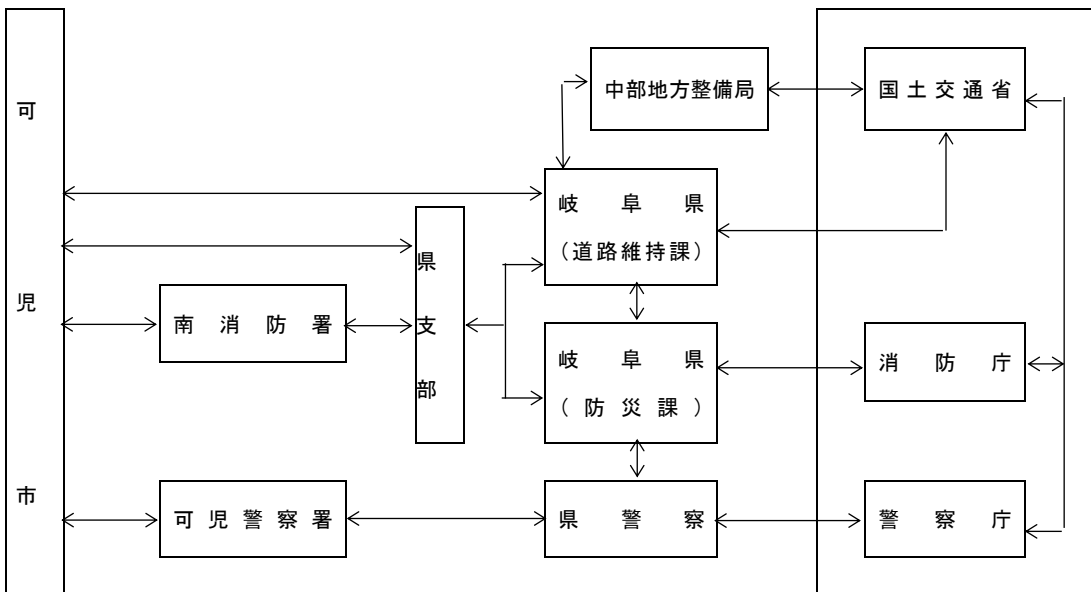 可児市
中部地方整備局
国土交通省
岐阜県
（道路維持課）
県支部
南消防署
岐阜県
（防災課）
消防庁
可児警察署
県警察
警察庁